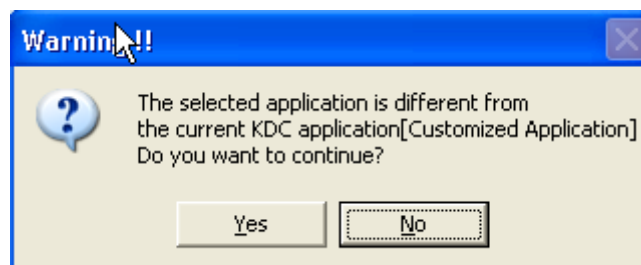 Warning!!
The selected application is different from
the current KDC application[Customized Application]
Do you want to continue?
Yes
No